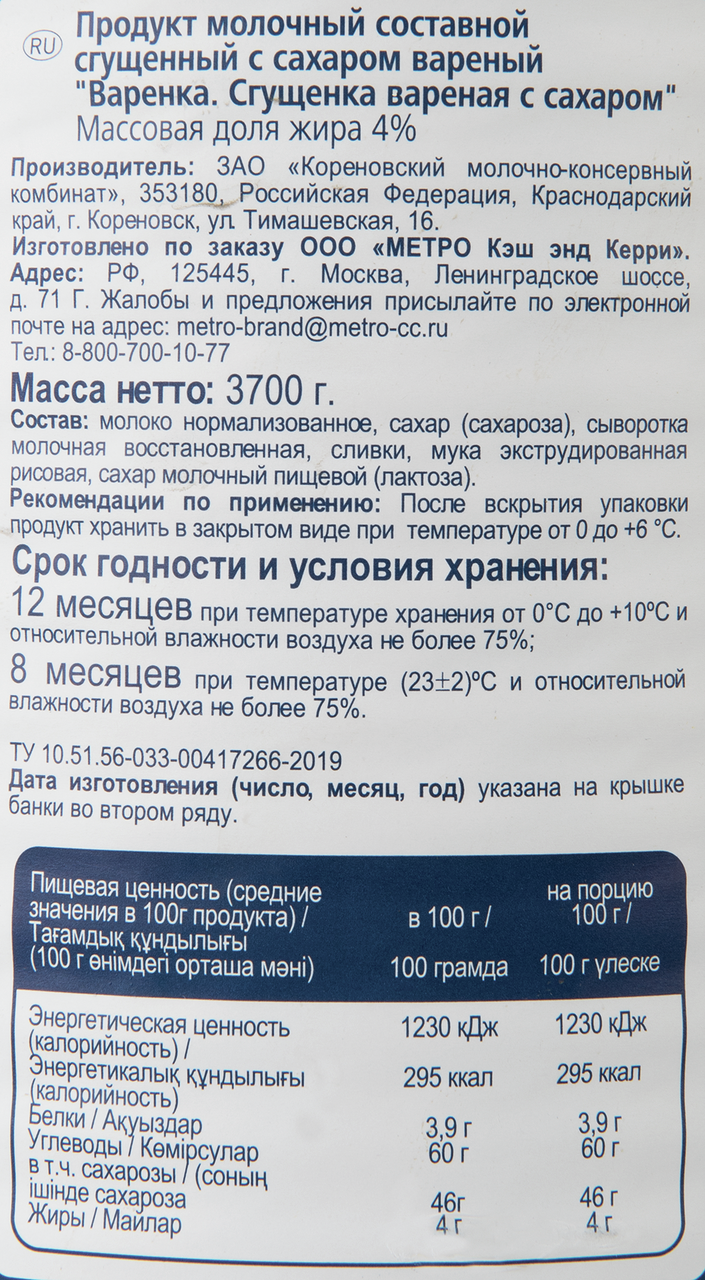 RU
Продукт молочный составной
сгущенный с сахаром вареный
"Варенка. Сгущенка вареная с сахаром"
Массовая доля жира 4%
Производитель: ЗАО «Кореновский молочно-консервный
комбинат», 353180, Российская Федерация, Краснодарский
край, г. Кореновск, ул. Тимашевская, 16.
Изготовлено по заказу ООО «МЕТРО Кэш энд Керри».
Адрес: РФ, 125445, г. Москва, Ленинградское шоссе,
д. 71 Г. Жалобы и предложения присылайте по электронной
почте на адрес: metro-brand@metro-cc.ru
Тел.: 8-800-700-10-77
Масса нетто: 3700 г.
Состав: молоко нормализованное, сахар (сахароза), сыворотка
молочная восстановленная, сливки, мука экструдированная
рисовая, сахар молочный пищевой (лактоза).
Рекомендации по применению: После вскрытия упаковки
продукт хранить в закрытом виде при температуре от 0 до +6 °C.
Срок годности и условия хранения:
12 месяцев при температуре хранения от 0°C до +10ºC и
относительной влажности воздуха не более 75%;
8 месяцев при температуре (23±2)ºC и относительной
влажности воздуха не более 75%.
ТУ 10.51.56-033-00417266-2019
Дата изготовления (число, месяц, год) указана на крышке
банки во втором ряду.
Пищевая ценность (средние
значения в 100г продукта) / в 100 г / на порцию 100 г /
Тағамдық құндылығы
(100 г өнімдегі орташа мәні) 100 грамда 100 г үлеске
Энергетическая ценность 1230 кДж 1230 кДж
(калорийность) /
Энергетикалық құндылығы 295 ккал 295 ккал
(калорийность)
Белки / Ақуыздар 3,9 г 3,9 г
Углеводы / Көмірсулар 60 г 60 г
в т.ч. сахарозы / (соның
ішінде сахароза 46г 46 г
Жиры / Майлар 4 г 4 г